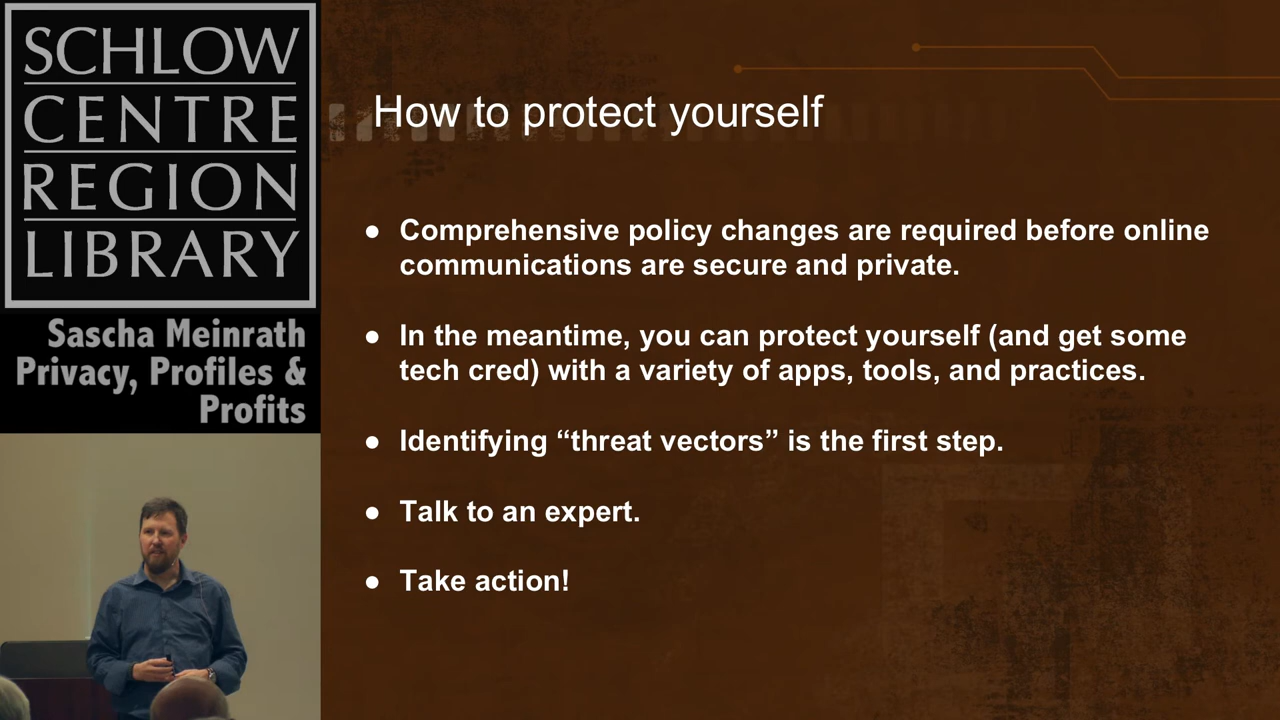 SCHLOW
CENTRE
REGION
LIBRARY
Sascha Meinrath
Privacy, Profiles &
Profits
How to protect yourself
● Comprehensive policy changes are required before online
communications are secure and private.
● In the meantime, you can protect yourself (and get some
tech cred) with a variety of apps, tools, and practices.
● Identifying “threat vectors” is the first step.
● Talk to an expert.
● Take action!